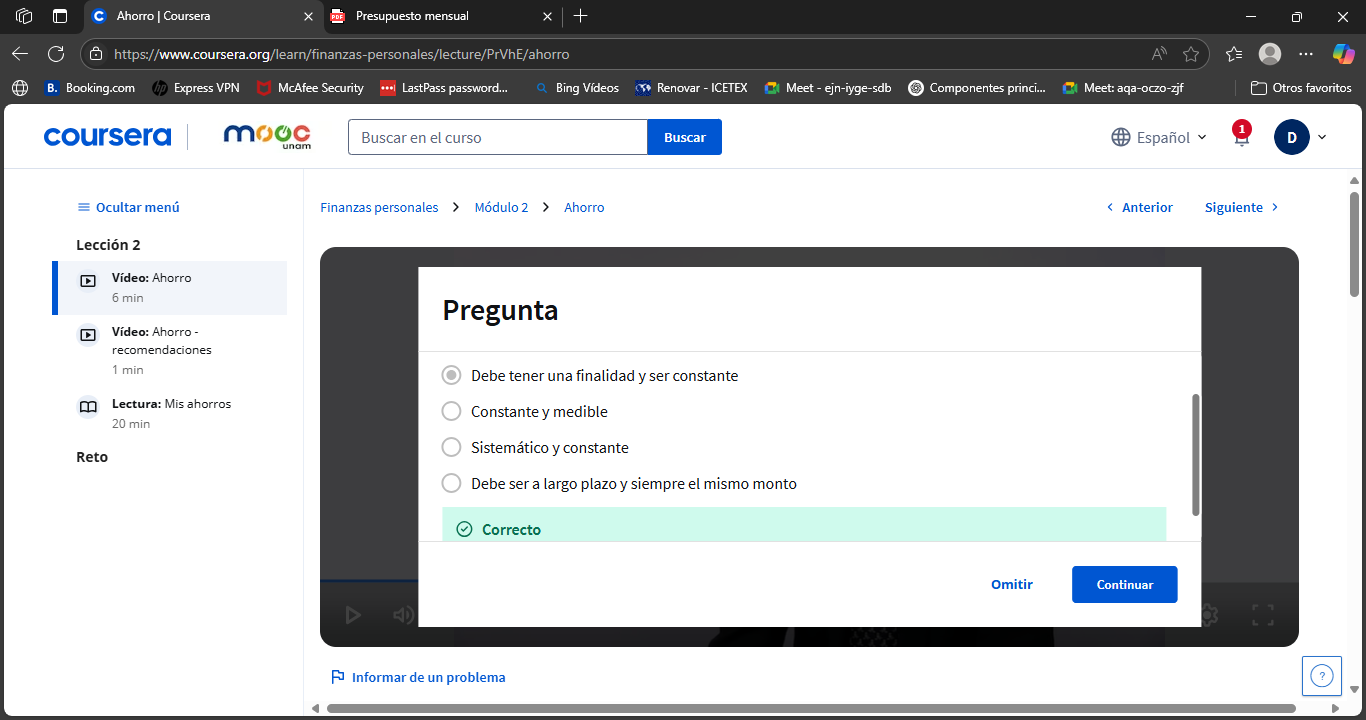 Ahorro | Coursera
Presupuesto mensual
https://www.coursera.org/learn/finanzas-personales/lecture/PrVhE/ahorro
Booking.com
Express VPN
McAfee Security
LastPass password...
Bing Vídeos
Renovar - ICETEX
Meet - ejn-iyge-sdb
Componentes princi...
Meet: aqa-oczo-zjf
Otros favoritos
coursera
mooc
unam
Buscar en el curso
Buscar
Español
1
D
Ocultar menú
Finanzas personales
Módulo 2
Ahorro
Anterior
Siguiente
Lección 2
Vídeo: Ahorro
6 min
Vídeo: Ahorro -
recomendaciones
1 min
Lectura: Mis ahorros
20 min
Reto
Pregunta
Debe tener una finalidad y ser constante
Constante y medible
Sistemático y constante
Debe ser a largo plazo y siempre el mismo monto
Correcto
Omitir
Continuar
Informar de un problema
?